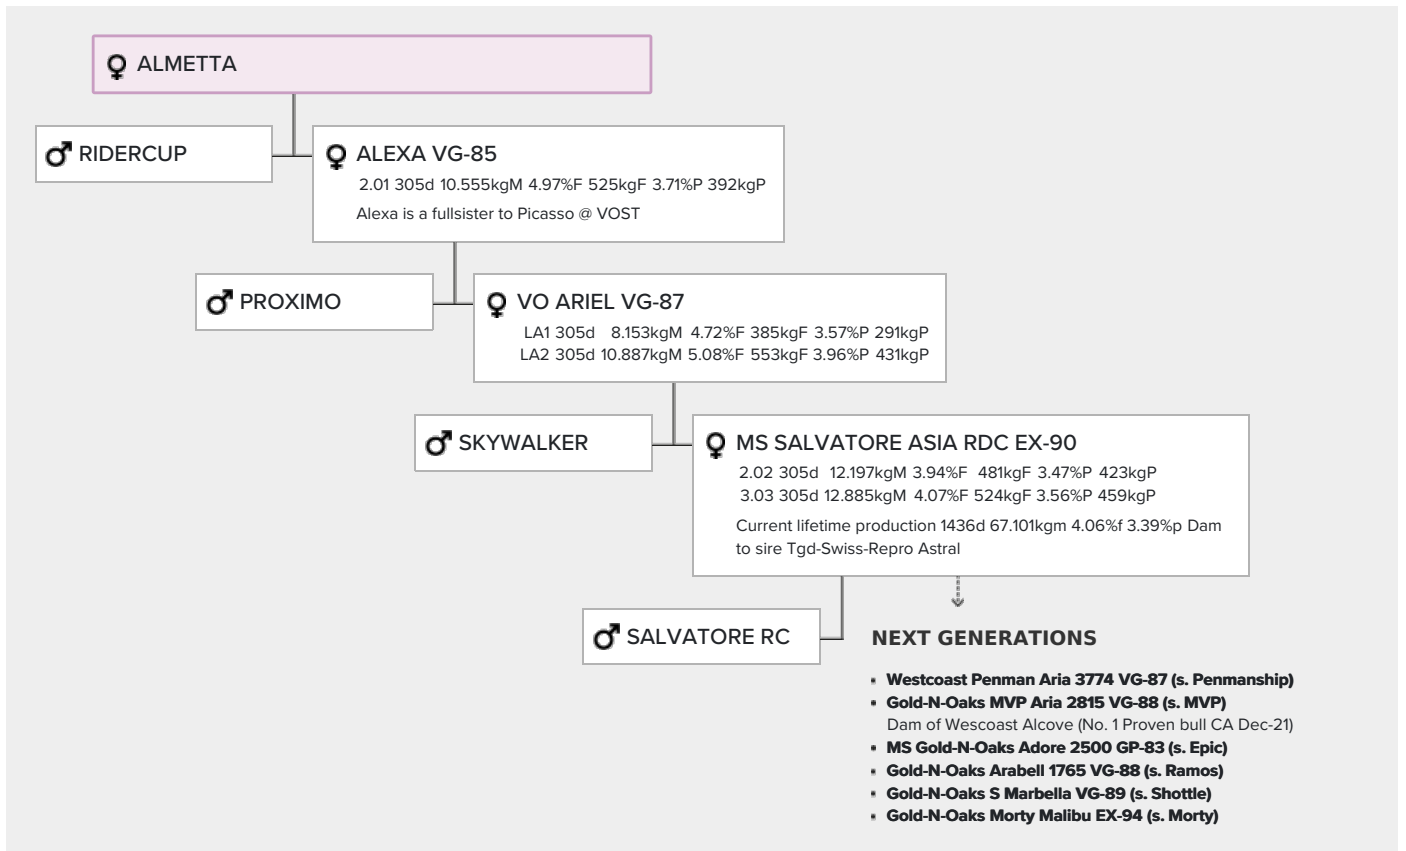 ALMETTA
RIDERCUP
ALEXA VG-85
2.01 305d 10.555kgM 4.97%F 525kgF 3.71%P 392kgP
Alexa is a fullsister to Picasso @ VOST
PROXIMO
VO ARIEL VG-87
LA1 305d 8.153kgM 4.72%F 385kgF 3.57%P 291kgP
LA2 305d 10.887kgM 5.08%F 553kgF 3.96%P 431kgP
SKYWALKER
MS SALVATORE ASIA RDC EX-90
2.02 305d 12.197kgM 3.94%F 481kgF 3.47%P 423kgP
3.03 305d 12.885kgM 4.07%F 524kgF 3.56%P 459kgP
Current lifetime production 1436d 67.101kgm 4.06%f 3.39%p Dam
to sire Tgd-Swiss-Repro Astral
SALVATORE RC
NEXT GENERATIONS
▪ Westcoast Penman Aria 3774 VG-87 (s. Penmanship)
▪ Gold-N-Oaks MVP Aria 2815 VG-88 (s. MVP)
Dam of Wescoast Alcove (No. 1 Proven bull CA Dec-21)
▪ MS Gold-N-Oaks Adore 2500 GP-83 (s. Epic)
▪ Gold-N-Oaks Arabell 1765 VG-88 (s. Ramos)
▪ Gold-N-Oaks S Marbella VG-89 (s. Shottle)
▪ Gold-N-Oaks Morty Malibu EX-94 (s. Morty)